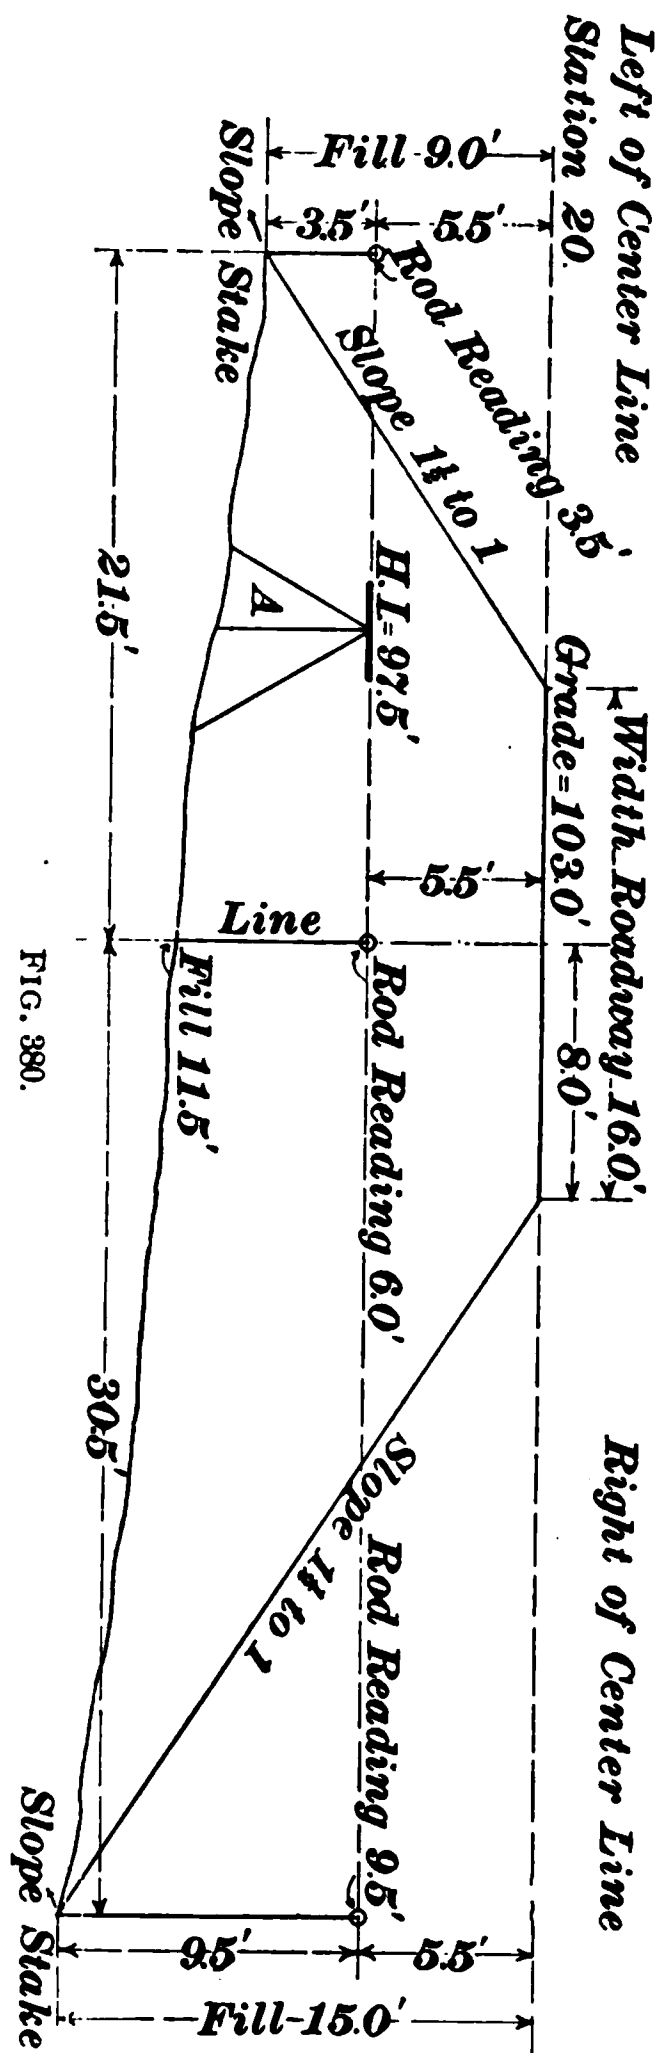 Left of Center Line
Station 20.
Right of Center Line
Width Roadway 16.0'
8.0'
Grade=103.0'
Fill 9.0'
3.5'
5.5'
Rod Reading 3.5'
Slope 1½ to 1
H.I.=97.5'
5.5'
A
Slope Stake
Line
Rod Reading 6.0'
Fill 11.5'
Slope 1½ to 1
Rod Reading 9.5'
9.5'
5.5'
Fill 15.0'
Slope Stake
21.5'
30.5'
FIG. 380.